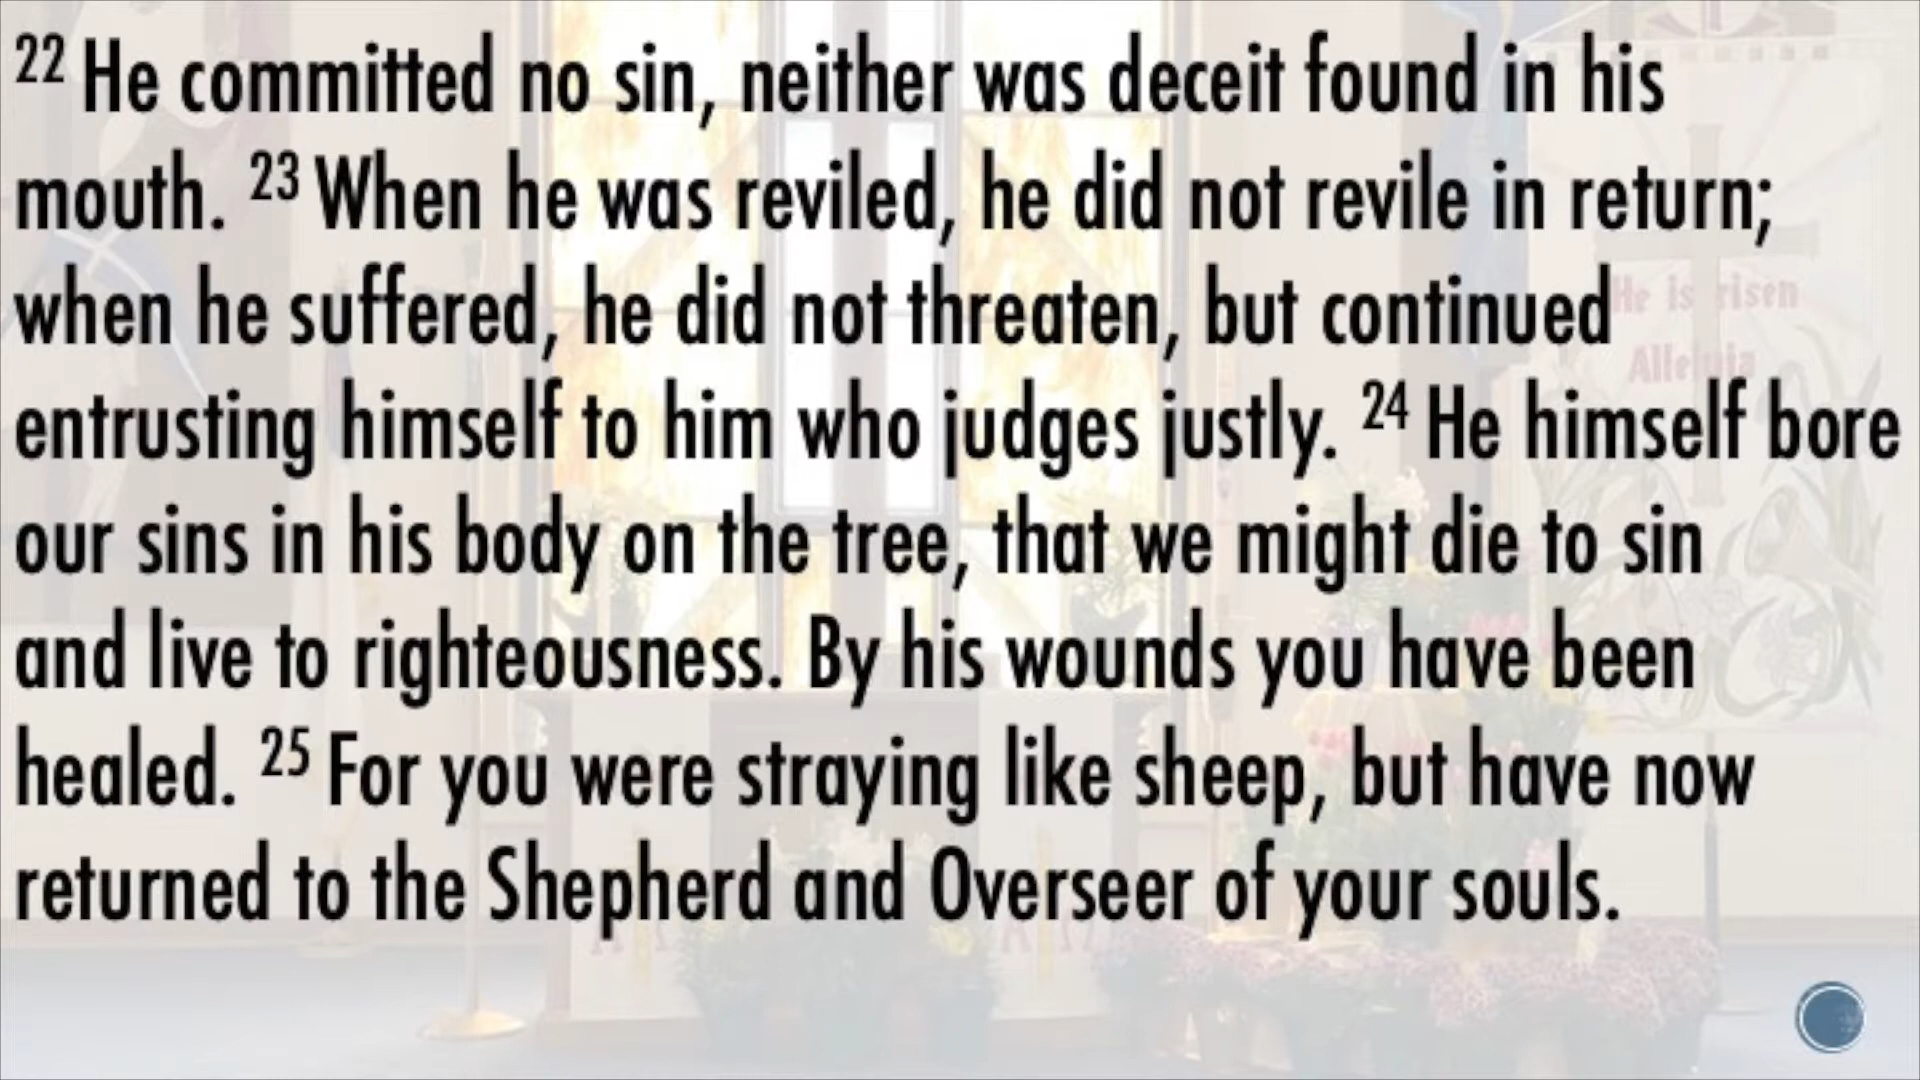 22 He committed no sin, neither was deceit found in his
mouth. 23 When he was reviled, he did not revile in return;
when he suffered, he did not threaten, but continued
entrusting himself to him who judges justly. 24 He himself bore
our sins in his body on the tree, that we might die to sin
and live to righteousness. By his wounds you have been
healed. 25 For you were straying like sheep, but have now
returned to the Shepherd and Overseer of your souls.
He is risen
Alleluia